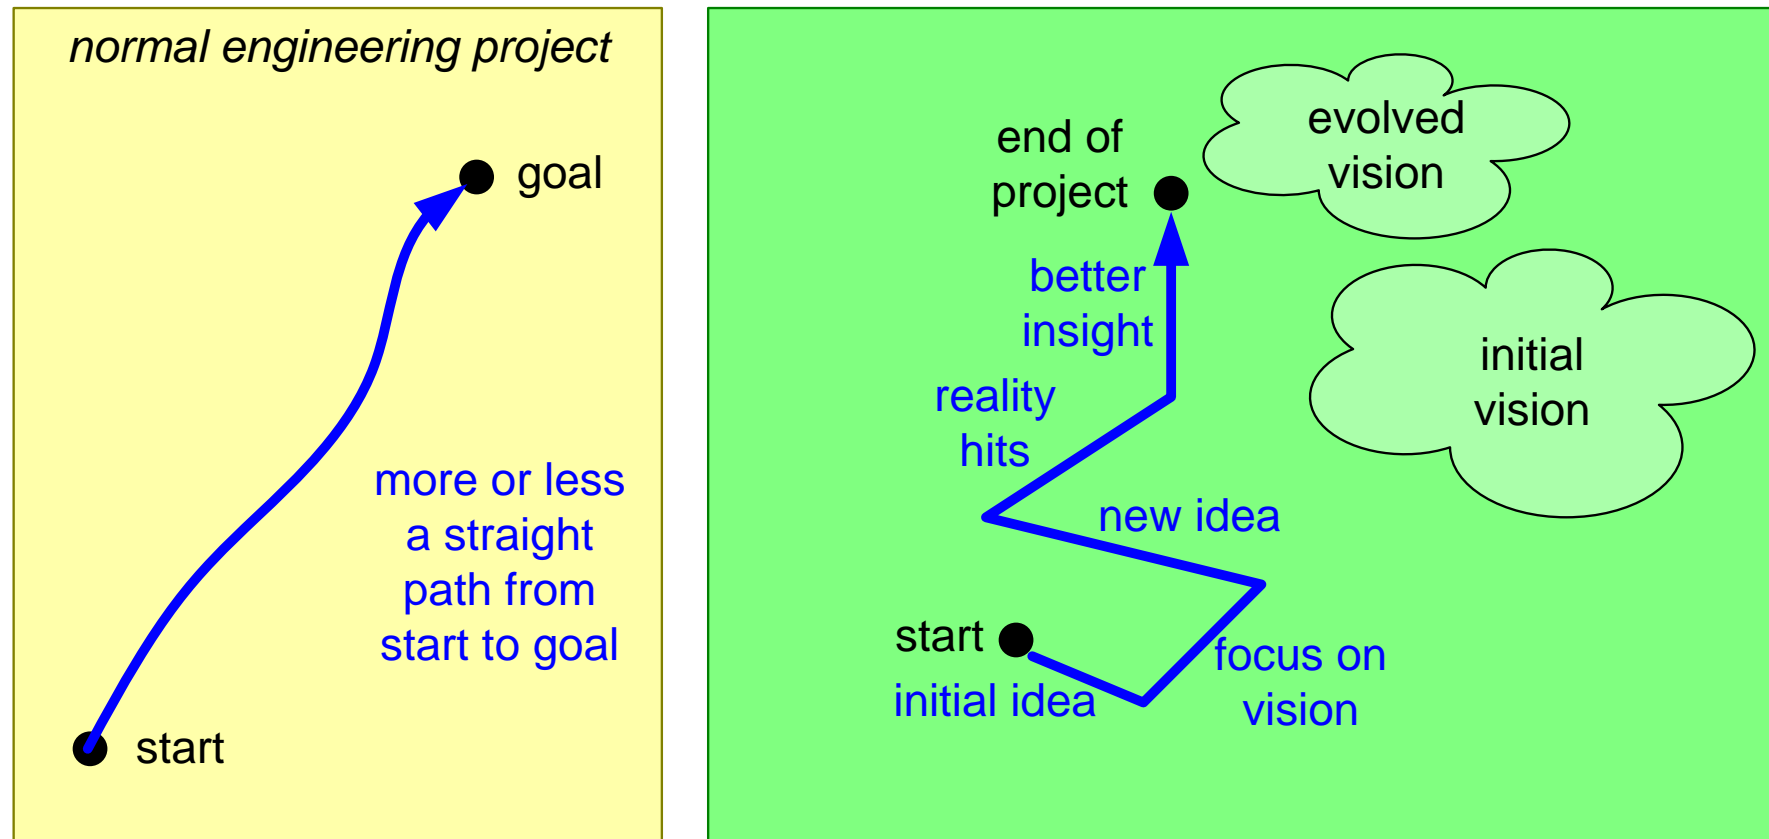 normal engineering project
goal
more or less
a straight
path from
start to goal
start
evolved
vision
end of
project
better
insight
initial
vision
reality
hits
new idea
start
focus on
vision
initial idea